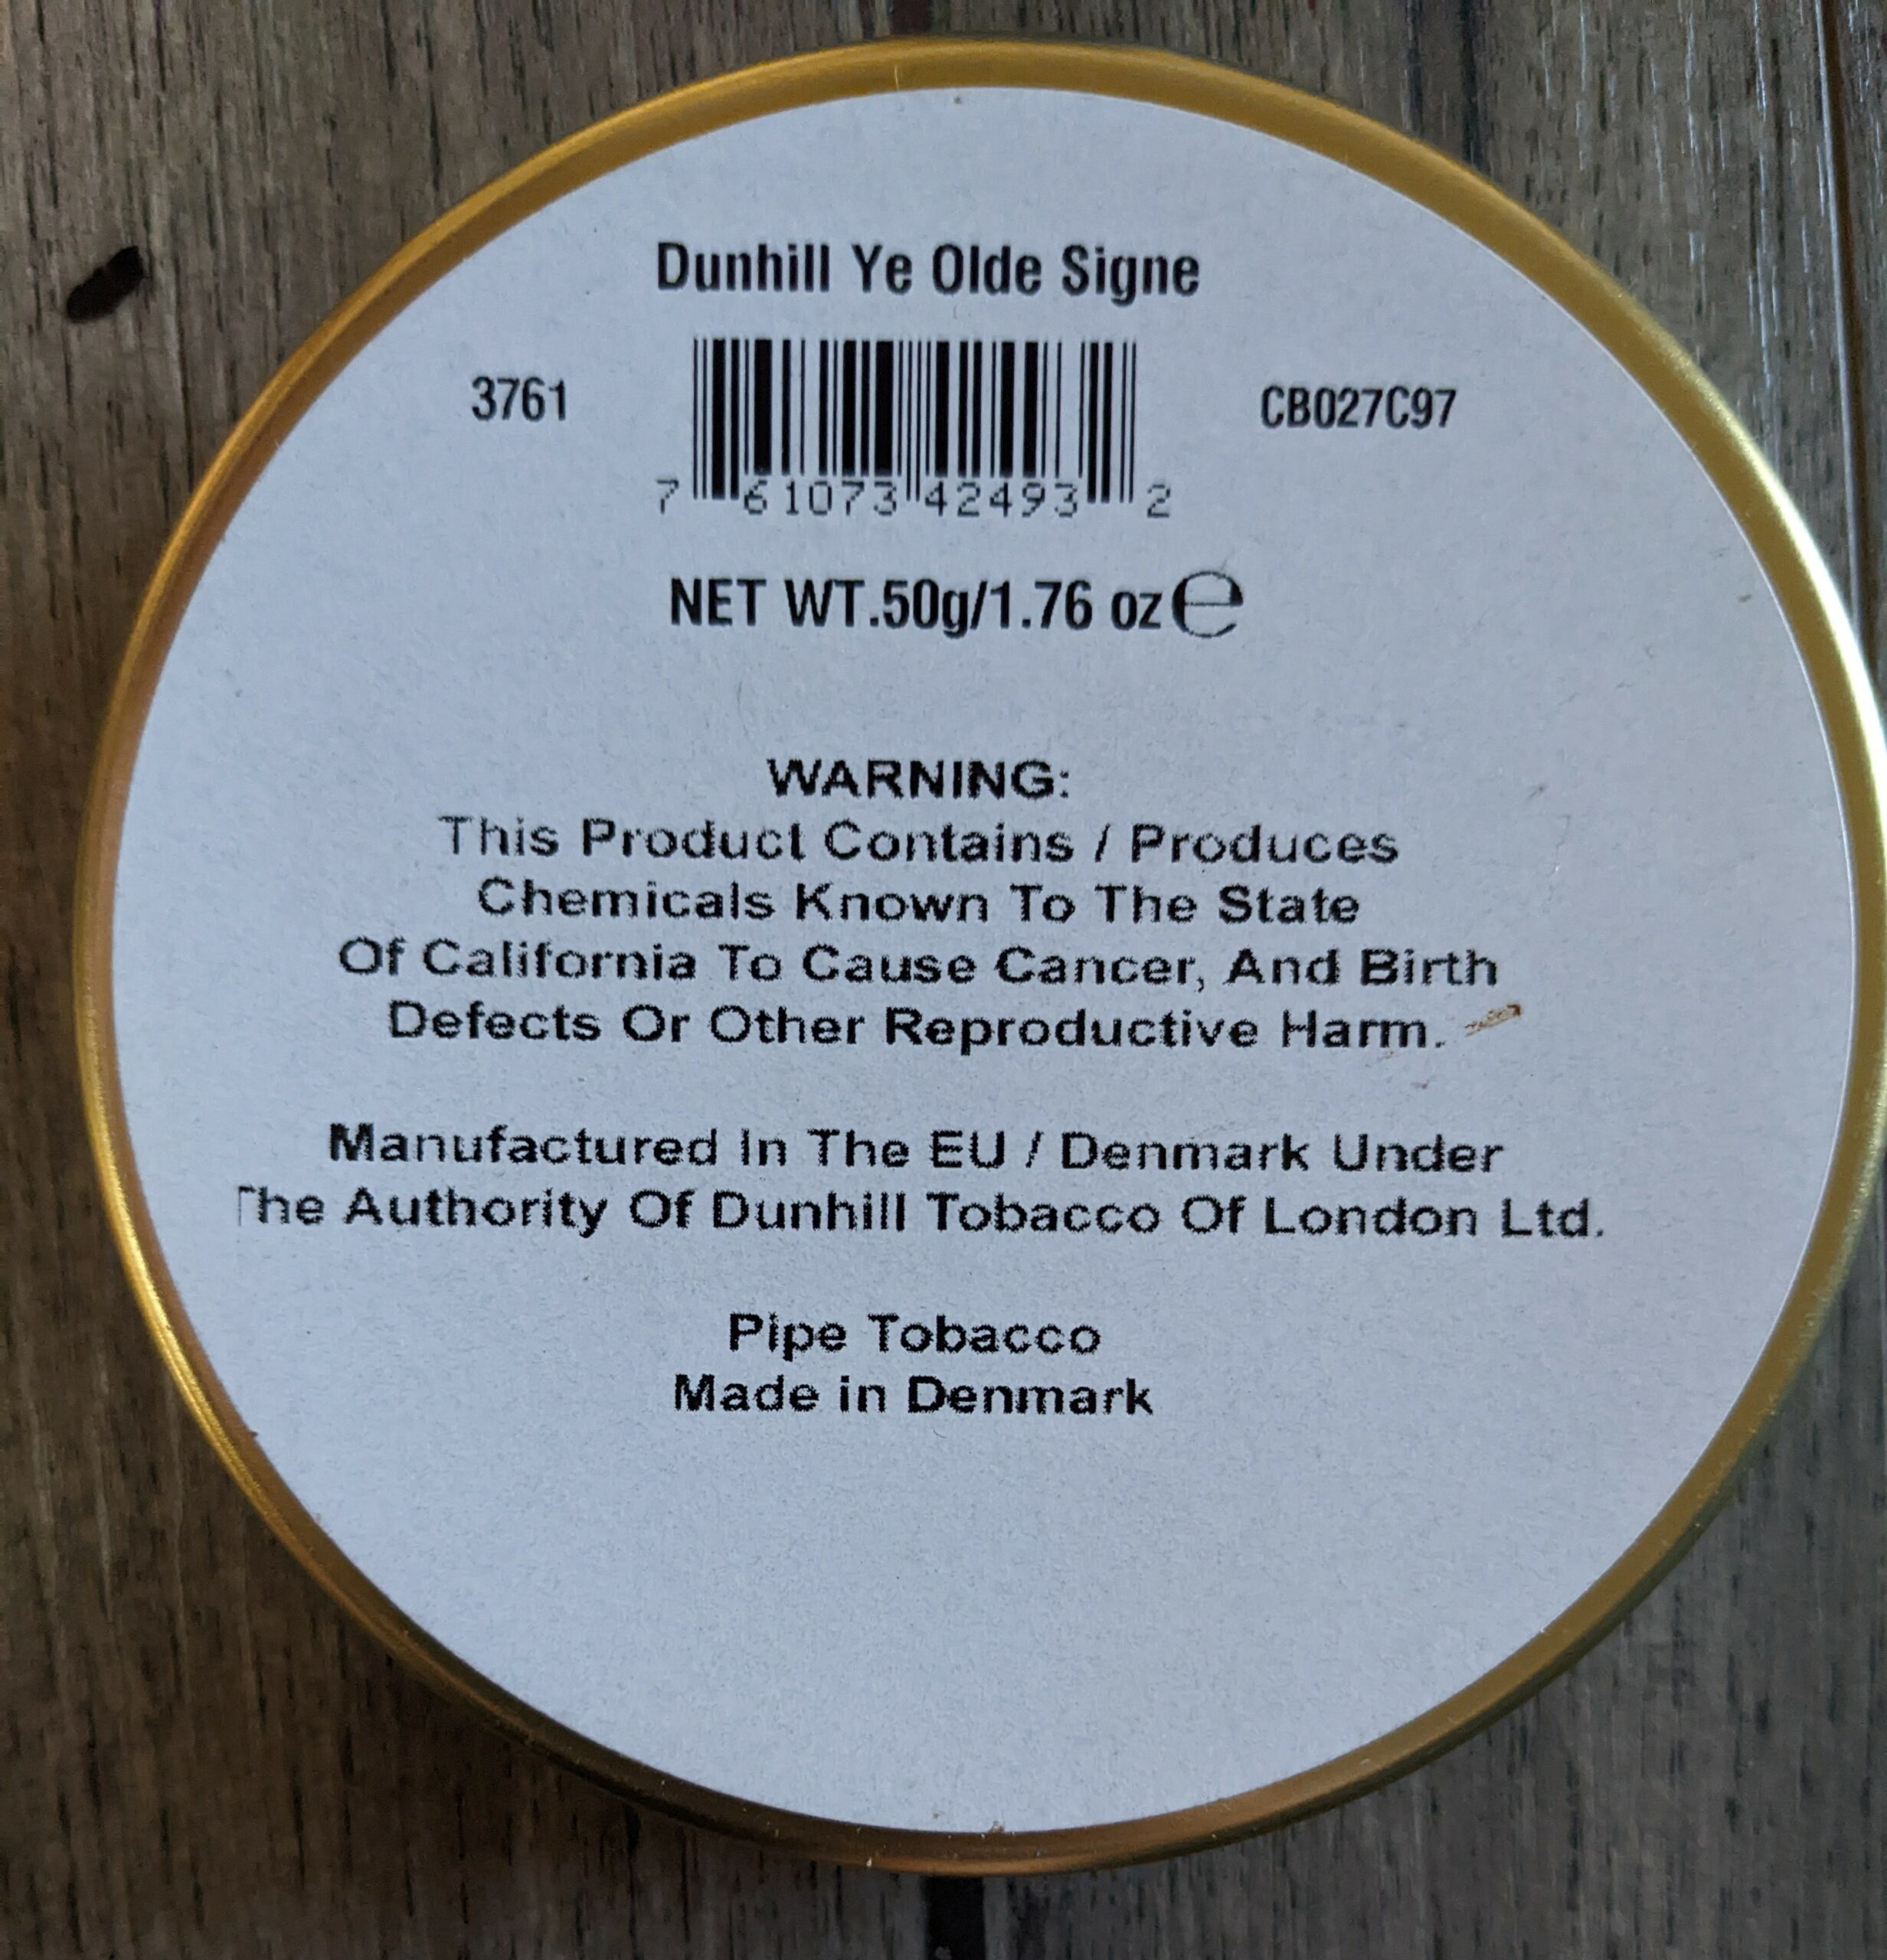 Dunhill Ye Olde Signe
3761
CB027C97
7 61073 42493 2
NET WT.50g/1.76 oz ℮
WARNING:
This Product Contains / Produces
Chemicals Known To The State
Of California To Cause Cancer, And Birth
Defects Or Other Reproductive Harm.
Manufactured In The EU / Denmark Under
The Authority Of Dunhill Tobacco Of London Ltd.
Pipe Tobacco
Made in Denmark